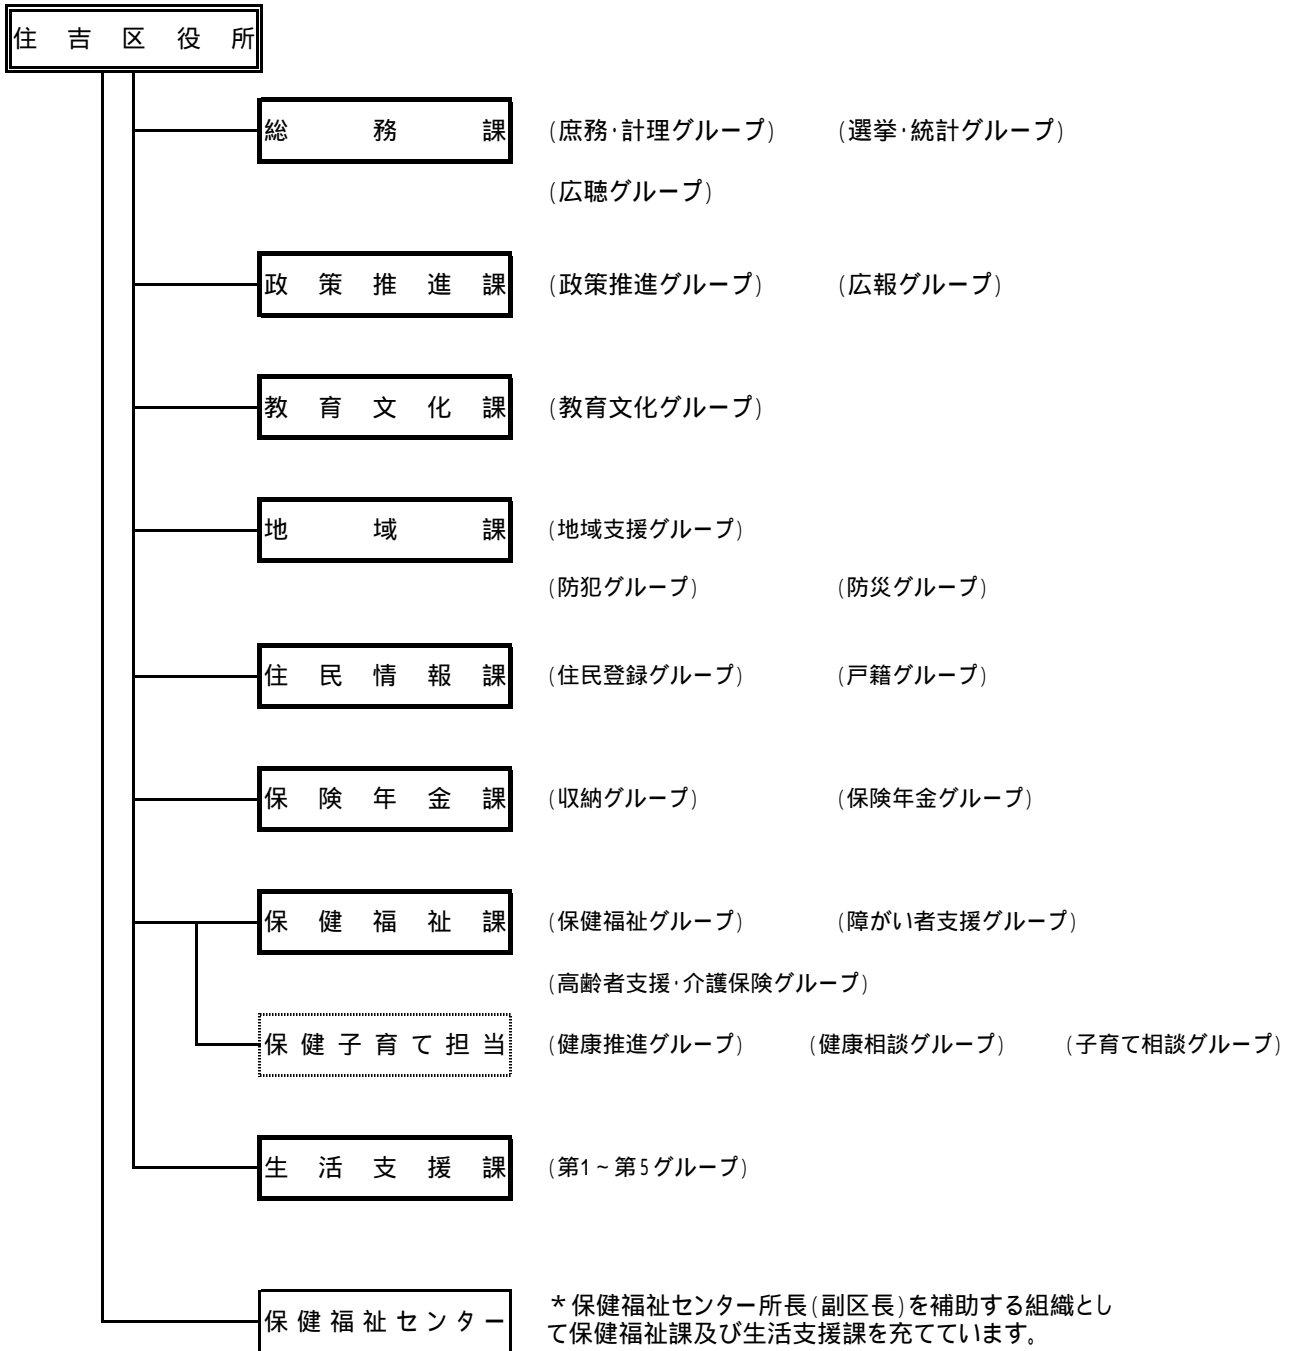 住吉区役所
総務課 (庶務・計理グループ) (選挙・統計グループ)
(広聴グループ)
政策推進課 (政策推進グループ) (広報グループ)
教育文化課 (教育文化グループ)
地域課 (地域支援グループ)
(防犯グループ) (防災グループ)
住民情報課 (住民登録グループ) (戸籍グループ)
保険年金課 (収納グループ) (保険年金グループ)
保健福祉課 (保健福祉グループ) (障がい者支援グループ)
(高齢者支援・介護保険グループ)
保健子育て担当 (健康推進グループ) (健康相談グループ) (子育て相談グループ)
生活支援課 (第1~第5グループ)
保健福祉センター
*保健福祉センター所長(副区長)を補助する組織とし
て保健福祉課及び生活支援課を充てています。